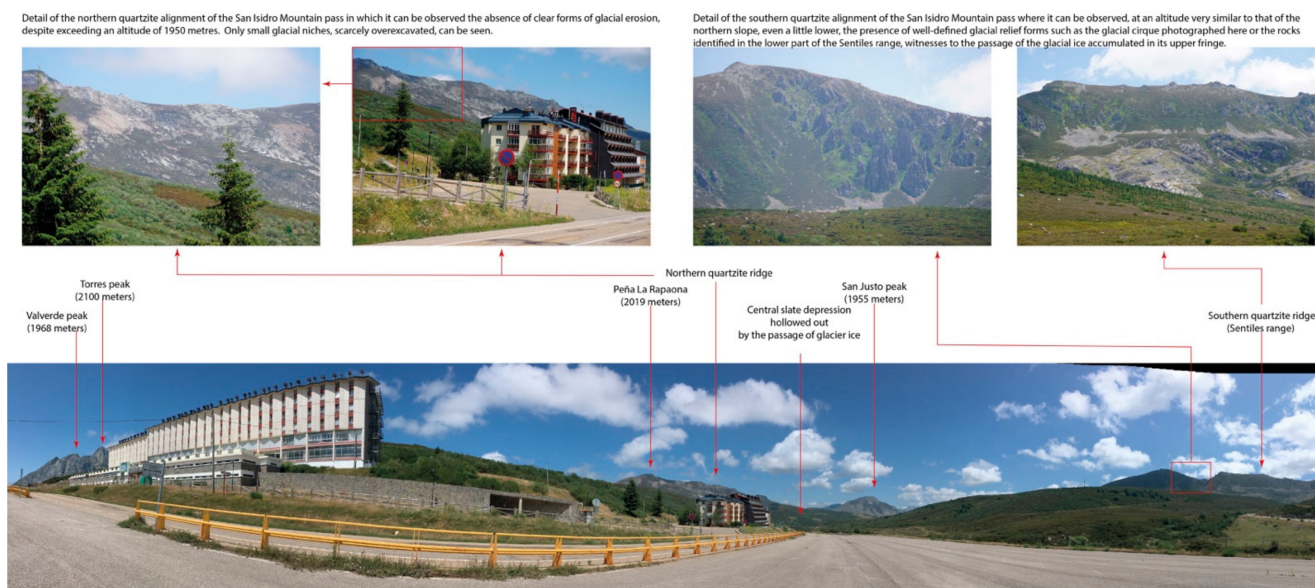 Detail of the northern quartzite alignment of the San Isidro Mountain pass in which it can be observed the absence of clear forms of glacial erosion,
despite exceeding an altitude of 1950 metres. Only small glacial niches, scarcely overexcavated, can be seen.
Detail of the southern quartzite alignment of the San Isidro Mountain pass where it can be observed, at an altitude very similar to that of the
northern slope, even a little lower, the presence of well-defined glacial relief forms such as the glacial cirque photographed here or the rocks
identified in the lower part of the Sentiles range, witnesses to the passage of the glacial ice accumulated in its upper fringe.
Northern quartzite ridge
Torres peak
(2100 meters)
Valverde peak
(1968 meters)
Peña La Rapaona
(2019 meters)
Central slate depression
hollowed out
by the passage of glacier ice
San Justo peak
(1955 meters)
Southern quartzite ridge
(Sentiles range)